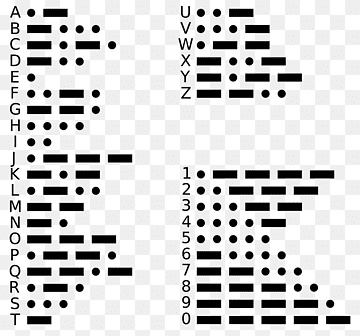 A • −
B − • • •
C − • − •
D − • •
E •
F • • − •
G − − •
H • • • •
I • •
J • − − −
K − • −
L • − • •
M − −
N − •
O − − −
P • − − •
Q − − • −
R • − •
S • • •
T −
U • • −
V • • • −
W • − −
X − • • −
Y − • − −
Z − − • •
1 • − − − −
2 • • − − −
3 • • • − −
4 • • • • −
5 • • • • •
6 − • • • •
7 − − • • •
8 − − − • •
9 − − − − •
0 − − − − −